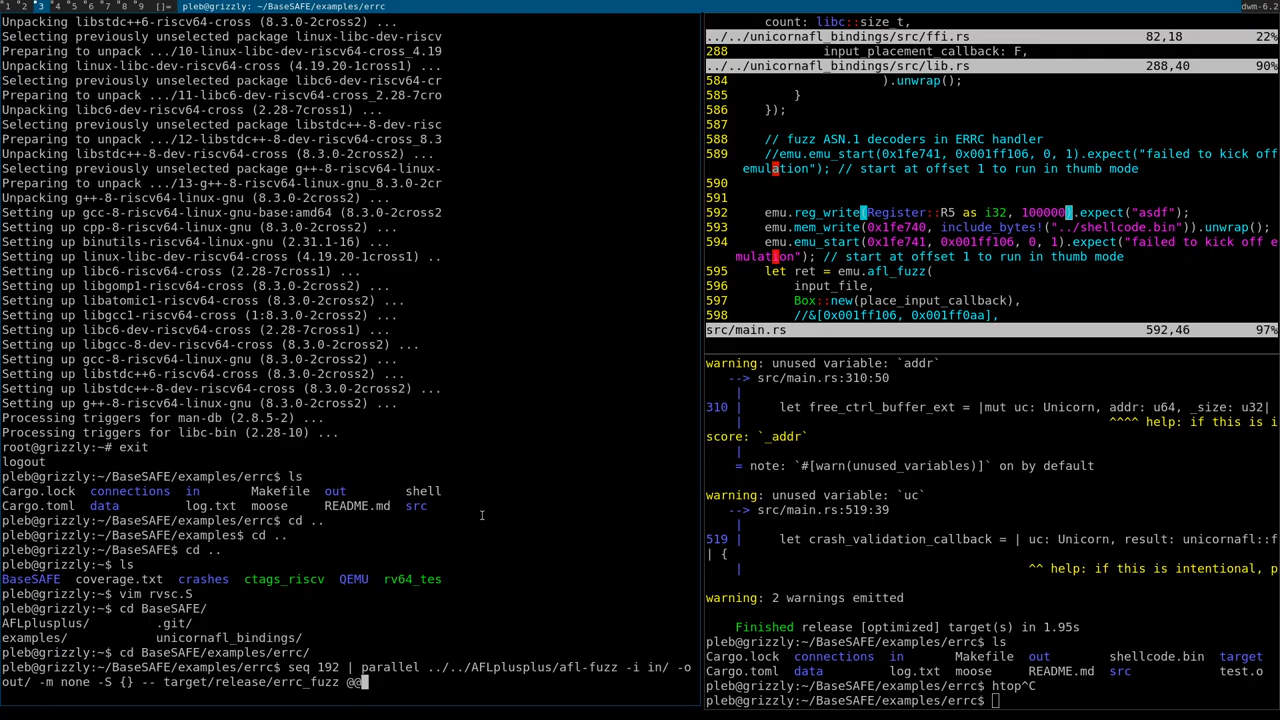 1 2 3 4 5 6 7 8 9 []= pleb@grizzly: ~/BaseSAFE/examples/errc dwm-6.2
Unpacking libstdc++6-riscv64-cross (8.3.0-2cross2) ...
Selecting previously unselected package linux-libc-dev-riscv
Preparing to unpack .../10-linux-libc-dev-riscv64-cross_4.19
Unpacking linux-libc-dev-riscv64-cross (4.19.20-1cross1) ...
Selecting previously unselected package libc6-dev-riscv64-cr
Preparing to unpack .../11-libc6-dev-riscv64-cross_2.28-7cro
Unpacking libc6-dev-riscv64-cross (2.28-7cross1) ...
Selecting previously unselected package libstdc++-8-dev-risc
Preparing to unpack .../12-libstdc++-8-dev-riscv64-cross_8.3
Unpacking libstdc++-8-dev-riscv64-cross (8.3.0-2cross2) ...
Selecting previously unselected package g++-8-riscv64-linux-
Preparing to unpack .../13-g++-8-riscv64-linux-gnu_8.3.0-2cr
Unpacking g++-8-riscv64-linux-gnu (8.3.0-2cross2) ...
Setting up gcc-8-riscv64-linux-gnu-base:amd64 (8.3.0-2cross2
Setting up cpp-8-riscv64-linux-gnu (8.3.0-2cross2) ...
Setting up binutils-riscv64-linux-gnu (2.31.1-16) ...
Setting up linux-libc-dev-riscv64-cross (4.19.20-1cross1) ..
Setting up libc6-riscv64-cross (2.28-7cross1) ...
Setting up libgomp1-riscv64-cross (8.3.0-2cross2) ...
Setting up libatomic1-riscv64-cross (8.3.0-2cross2) ...
Setting up libgcc1-riscv64-cross (1:8.3.0-2cross2) ...
Setting up libc6-dev-riscv64-cross (2.28-7cross1) ...
Setting up libgcc-8-dev-riscv64-cross (8.3.0-2cross2) ...
Setting up gcc-8-riscv64-linux-gnu (8.3.0-2cross2) ...
Setting up libstdc++6-riscv64-cross (8.3.0-2cross2) ...
Setting up libstdc++-8-dev-riscv64-cross (8.3.0-2cross2) ...
Setting up g++-8-riscv64-linux-gnu (8.3.0-2cross2) ...
Processing triggers for man-db (2.8.5-2) ...
Processing triggers for libc-bin (2.28-10) ...
root@grizzly:~# exit
logout
pleb@grizzly:~/BaseSAFE/examples/errc$ ls
Cargo.lock connections in Makefile out shell
Cargo.toml data log.txt moose README.md src
pleb@grizzly:~/BaseSAFE/examples/errc$ cd ..
pleb@grizzly:~/BaseSAFE/examples$ cd ..
pleb@grizzly:~/BaseSAFE$ cd ..
pleb@grizzly:~$ ls
BaseSAFE coverage.txt crashes ctags_riscv QEMU rv64_tes
pleb@grizzly:~$ vim rvsc.S
pleb@grizzly:~$ cd BaseSAFE/
AFLplusplus/ .git/
examples/ unicornafl_bindings/
pleb@grizzly:~$ cd BaseSAFE/examples/errc/
pleb@grizzly:~/BaseSAFE/examples/errc$ seq 192 | parallel ../../AFLplusplus/afl-fuzz -i in/ -o
out/ -m none -S {} -- target/release/errc_fuzz @@
count: libc::size_t,
../../unicornafl_bindings/src/ffi.rs 82,18 22%
288 input_placement_callback: F,
../../unicornafl_bindings/src/lib.rs 288,40 90%
584 ).unwrap();
585 }
586 });
587
588 // fuzz ASN.1 decoders in ERRC handler
589 //emu.emu_start(0x1fe741, 0x001ff106, 0, 1).expect("failed to kick off
emulation"); // start at offset 1 to run in thumb mode
590
591
592 emu.reg_write(Register::R5 as i32, 100000).expect("asdf");
593 emu.mem_write(0x1fe740, include_bytes!("../shellcode.bin")).unwrap();
594 emu.emu_start(0x1fe741, 0x001ff106, 0, 1).expect("failed to kick off e
mulation"); // start at offset 1 to run in thumb mode
595 let ret = emu.afl_fuzz(
596 input_file,
597 Box::new(place_input_callback),
598 //&[0x001ff106, 0x001ff0aa],
src/main.rs 592,46 97%
warning: unused variable: `addr`
--> src/main.rs:310:50
|
310 | let free_ctrl_buffer_ext = |mut uc: Unicorn, addr: u64, _size: u32|
| ^^^^ help: if this is i
score: `_addr`
|
= note: `#[warn(unused_variables)]` on by default
warning: unused variable: `uc`
--> src/main.rs:519:39
|
519 | let crash_validation_callback = | uc: Unicorn, result: unicornafl::f
| {
| ^^ help: if this is intentional, p
warning: 2 warnings emitted
Finished release [optimized] target(s) in 1.95s
pleb@grizzly:~/BaseSAFE/examples/errc$ ls
Cargo.lock connections in Makefile out shellcode.bin target
Cargo.toml data log.txt moose README.md src test.o
pleb@grizzly:~/BaseSAFE/examples/errc$ htop^C
pleb@grizzly:~/BaseSAFE/examples/errc$